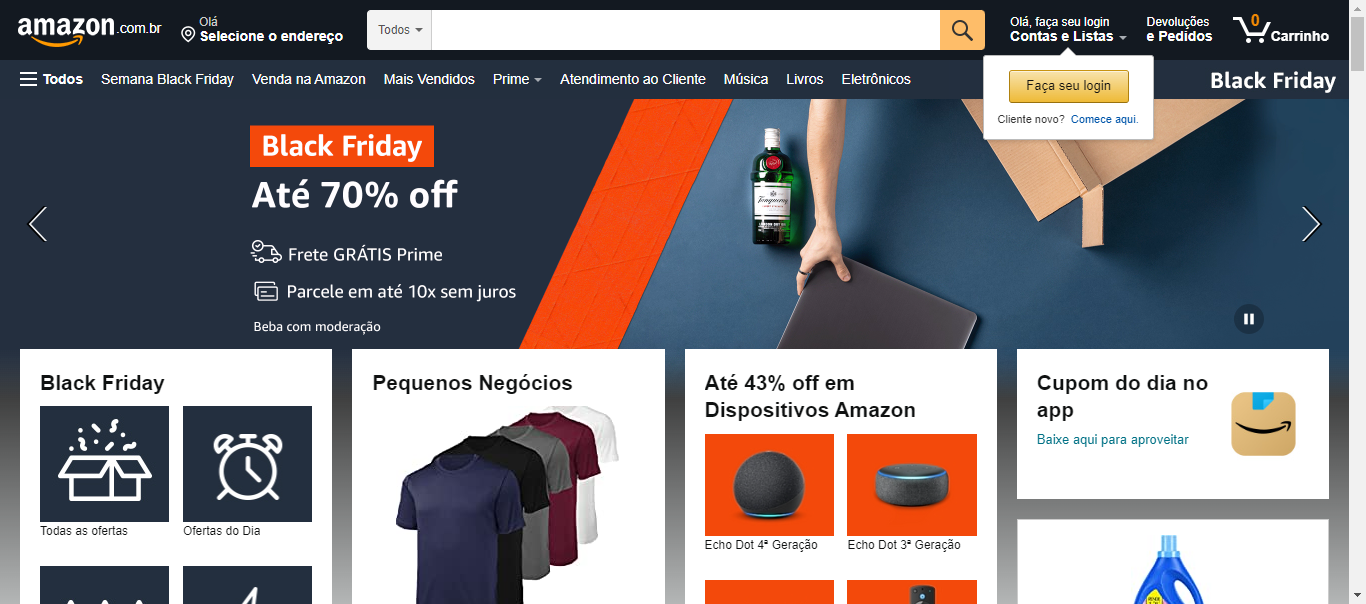 amazon.com.br
Olá
Selecione o endereço
Todos
Olá, faça seu login
Contas e Listas
Devoluções
e Pedidos
0
Carrinho
Todos
Semana Black Friday
Venda na Amazon
Mais Vendidos
Prime
Atendimento ao Cliente
Música
Livros
Eletrônicos
Black Friday
Faça seu login
Cliente novo? Comece aqui.
Black Friday
Até 70% off
Frete GRÁTIS Prime
Parcele em até 10x sem juros
Beba com moderação
Tanqueray
Black Friday
Todas as ofertas
Ofertas do Dia
Pequenos Negócios
Até 43% off em
Dispositivos Amazon
Echo Dot 4ª Geração
Echo Dot 3ª Geração
Cupom do dia no
app
Baixe aqui para aproveitar